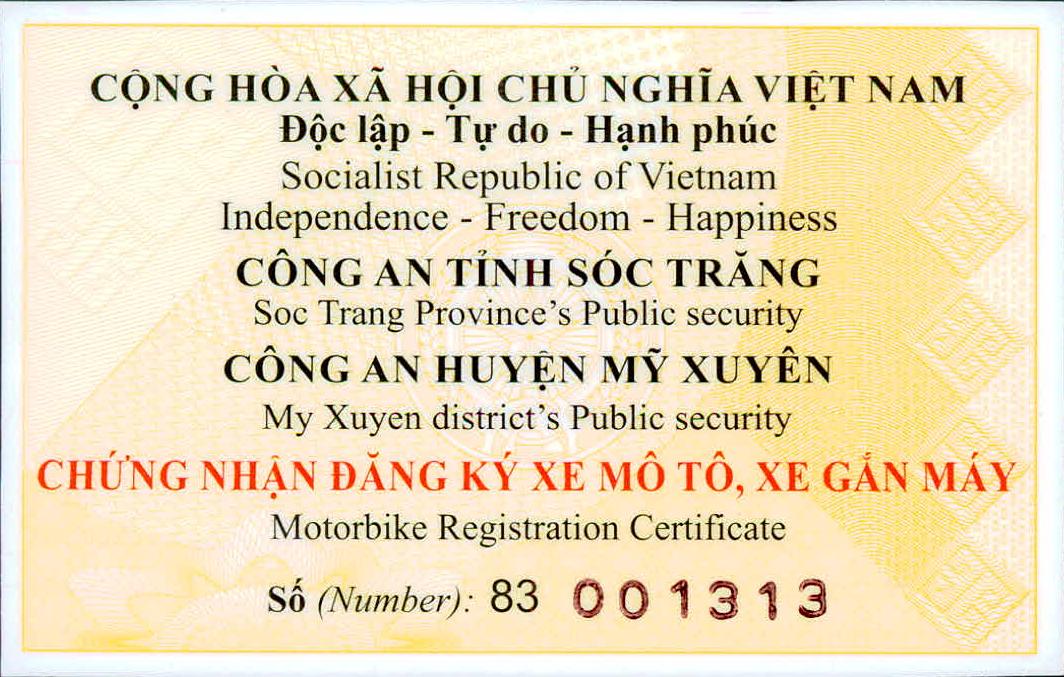 CỘNG HÒA XÃ HỘI CHỦ NGHĨA VIỆT NAM
Độc lập - Tự do - Hạnh phúc
Socialist Republic of Vietnam
Independence - Freedom - Happiness
CÔNG AN TỈNH SÓC TRĂNG
Soc Trang Province’s Public security
CÔNG AN HUYỆN MỸ XUYÊN
My Xuyen district’s Public security
CHỨNG NHẬN ĐĂNG KÝ XE MÔ TÔ, XE GẮN MÁY
Motorbike Registration Certificate
Số (Number): 83 001313